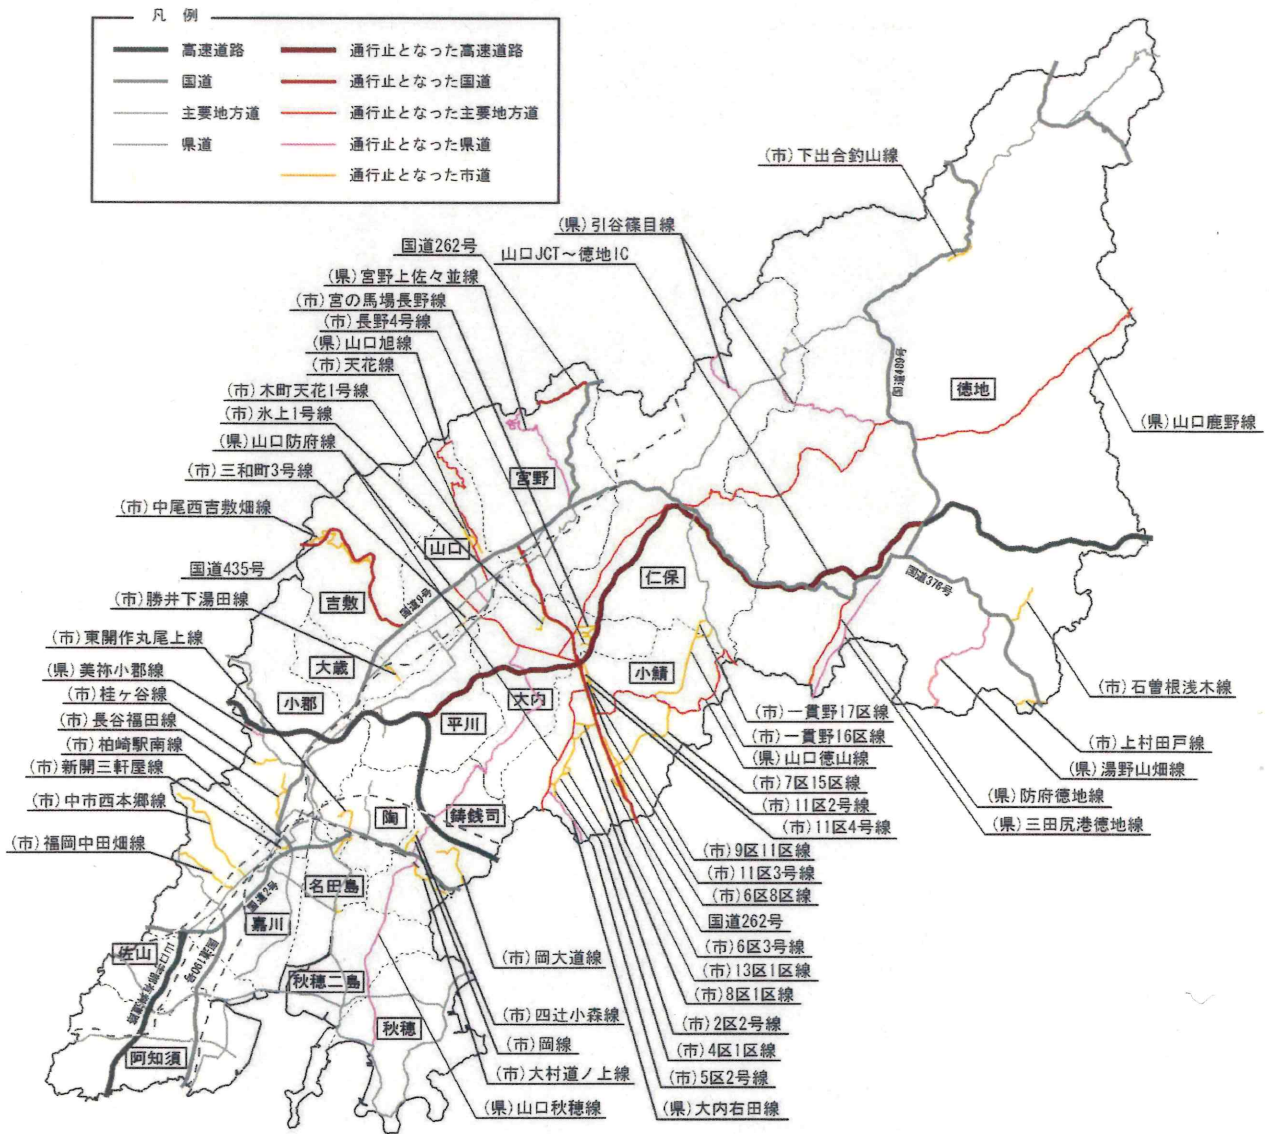 凡 例
高速道路
通行止となった高速道路
国道
通行止となった国道
主要地方道
通行止となった主要地方道
県道
通行止となった県道
通行止となった市道
(市)下出合釣山線
(県)引谷篠目線
国道262号
山口JCT～徳地IC
(県)宮野上佐々並線
(市)宮の馬場長野線
(市)長野4号線
(県)山口旭線
(市)天花線
(市)木町天花1号線
(市)氷上1号線
(県)山口防府線
(市)三和町3号線
(市)中尾西吉敷畑線
国道435号
(市)勝井下湯田線
(市)東開作丸尾上線
(県)美祢小郡線
(市)桂ヶ谷線
(市)長谷福田線
(市)柏崎駅南線
(市)新開三軒屋線
(市)中市西本郷線
(市)福岡中田畑線
国道489号
徳地
(県)山口鹿野線
宮野
山口
仁保
国道376号
吉敷
国道9号
大歳
小郡
平川
大内
小鯖
(市)石曽根浅木線
(市)一貫野17区線
(市)一貫野16区線
(市)上村田戸線
(県)山口徳山線
(県)湯野山畑線
(市)7区15区線
(県)防府徳地線
(市)11区2号線
(市)11区4号線
(県)三田尻港徳地線
陶
鋳銭司
(市)9区11区線
(市)11区3号線
(市)6区8区線
国道262号
(市)6区3号線
(市)13区1区線
(市)8区1区線
(市)2区2号線
(市)4区1区線
(市)5区2号線
(県)大内右田線
名田島
国道2号
嘉川
佐山
国道190号
秋穂二島
秋穂
阿知須
(市)岡大道線
(市)四辻小森線
(市)岡線
(市)大村道ノ上線
(県)山口秋穂線